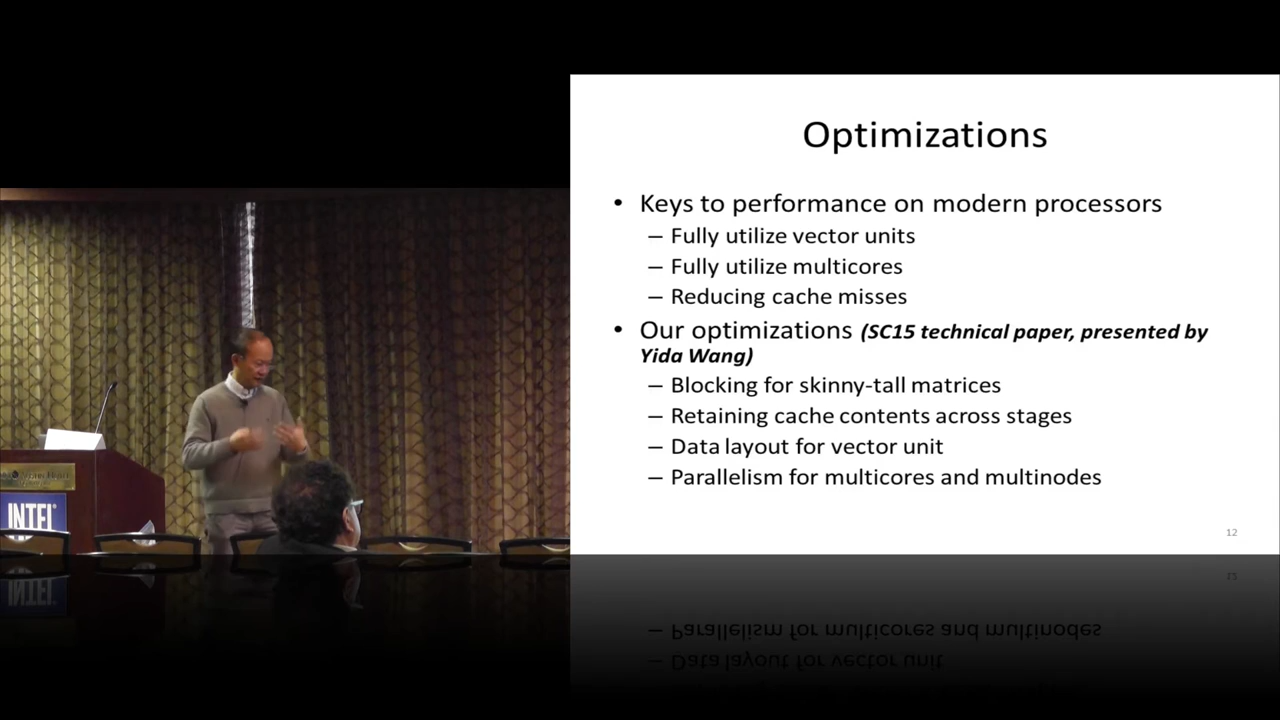 Optimizations
• Keys to performance on modern processors
– Fully utilize vector units
– Fully utilize multicores
– Reducing cache misses
• Our optimizations (SC15 technical paper, presented by
Yida Wang)
– Blocking for skinny-tall matrices
– Retaining cache contents across stages
– Data layout for vector unit
– Parallelism for multicores and multinodes
12
INTEL